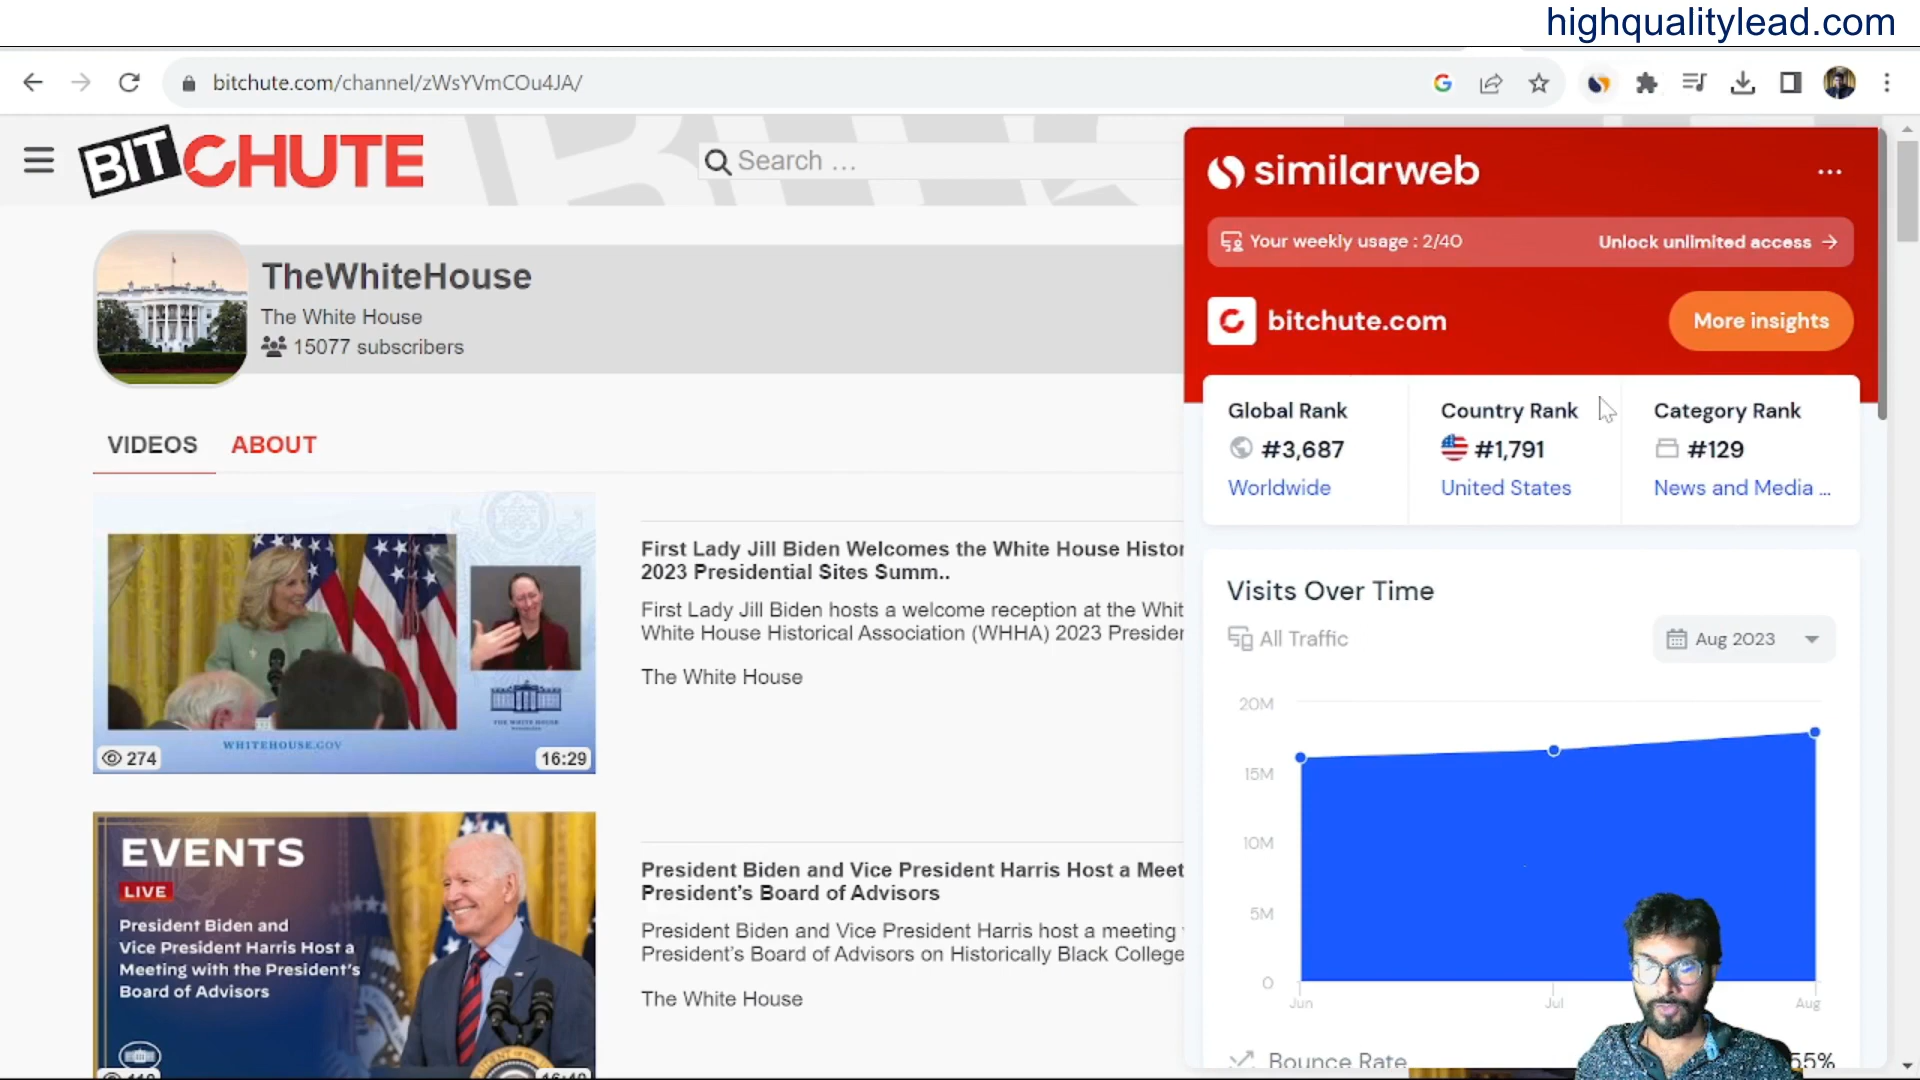 highqualitylead.com
bitchute.com/channel/zWsYVmCOu4JA/
BITCHUTE
Search ...
similarweb
Your weekly usage : 2/40
Unlock unlimited access →
bitchute.com
More insights
Global Rank
#3,687
Worldwide
Country Rank
#1,791
United States
Category Rank
#129
News and Media ...
TheWhiteHouse
The White House
15077 subscribers
VIDEOS
ABOUT
WHITEHOUSE.GOV
THE WHITE HOUSE
274
16:29
First Lady Jill Biden Welcomes the White House Histor
2023 Presidential Sites Summ..
First Lady Jill Biden hosts a welcome reception at the Whit
White House Historical Association (WHHA) 2023 Presider
The White House
EVENTS
LIVE
President Biden and
Vice President Harris Host a
Meeting with the President's
Board of Advisors
President Biden and Vice President Harris Host a Meet
President's Board of Advisors
President Biden and Vice President Harris host a meeting
President's Board of Advisors on Historically Black College
The White House
Visits Over Time
All Traffic
Aug 2023
20M
15M
10M
5M
0
Jun
Jul
Aug
Bounce Rate
55%